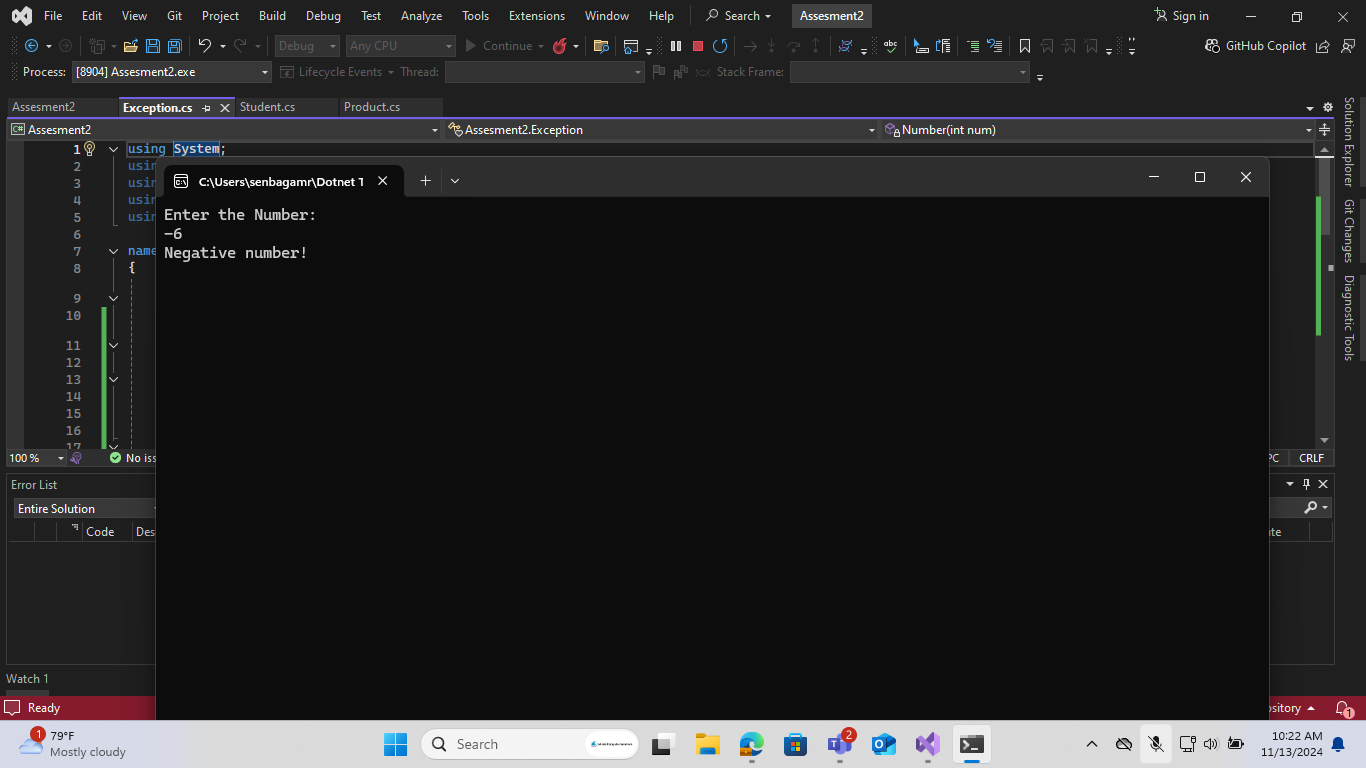 File Edit View Git Project Build Debug Test Analyze Tools Extensions Window Help Search Assesment2 Sign in
Debug Any CPU Continue GitHub Copilot
Process: [8904] Assesment2.exe Lifecycle Events Thread: Stack Frame:
Assesment2 Exception.cs Student.cs Product.cs
C# Assesment2 Assesment2.Exception Number(int num)
Solution Explorer
Git Changes
Diagnostic Tools
1 using System;
2 usin
3 usin
4 usin
5 usin
6
7 name
8 {
9
10
11
12
13
14
15
16
17
C:\Users\senbagamr\Dotnet T
Enter the Number:
-6
Negative number!
100 % No iss PC CRLF
Error List
Entire Solution
Code Des te
Watch 1
Ready ository 1
1 79°F
Mostly cloudy
Search
2
10:22 AM
11/13/2024